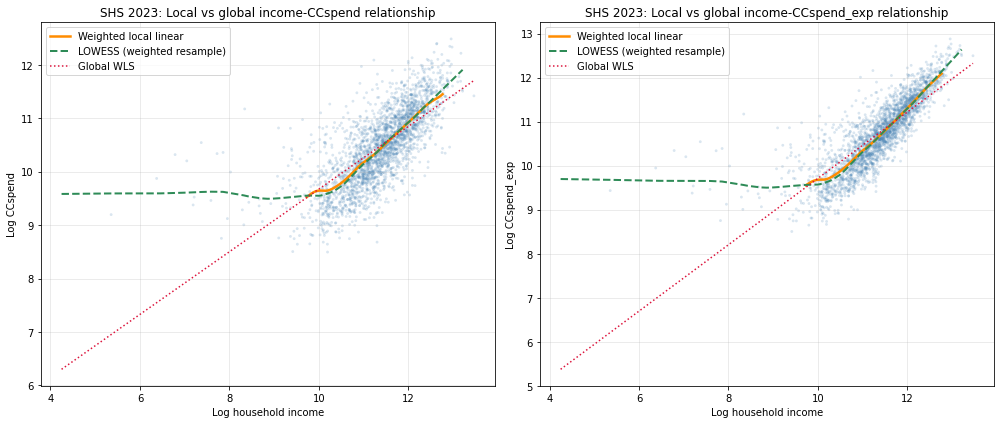 SHS 2023: Local vs global income-CCspend relationship
Weighted local linear
LOWESS (weighted resample)
Global WLS
12
11
10
9
8
7
6
Log CCspend
4
6
8
10
12
Log household income
SHS 2023: Local vs global income-CCspend_exp relationship
Weighted local linear
LOWESS (weighted resample)
Global WLS
13
12
11
10
9
8
7
6
5
Log CCspend_exp
4
6
8
10
12
Log household income